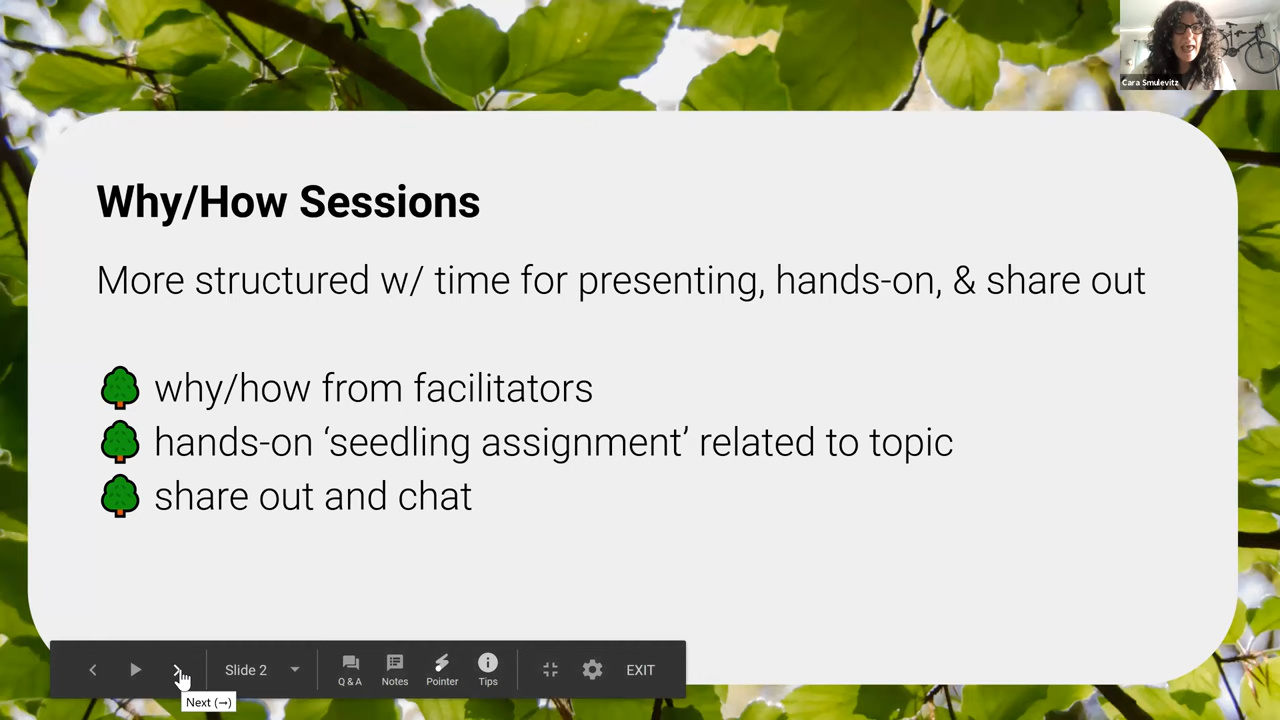 Cara Smulevitz
Why/How Sessions
More structured w/ time for presenting, hands-on, & share out
why/how from facilitators
hands-on ‘seedling assignment’ related to topic
share out and chat
Slide 2
Q & A
Notes
Pointer
Tips
EXIT
Next (→)